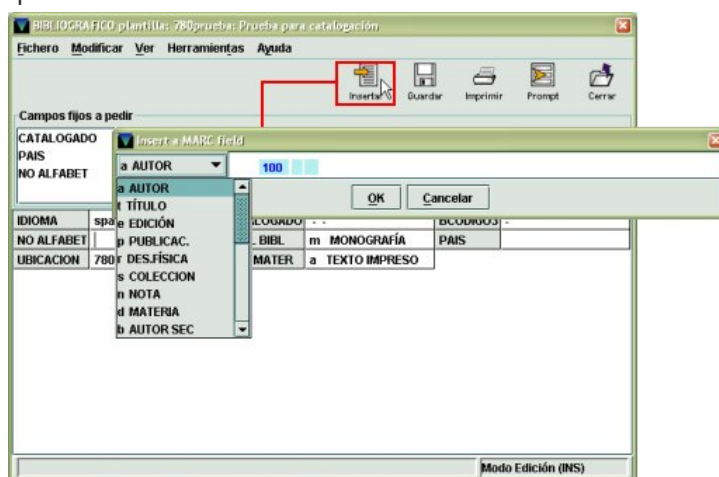 BIBLIOGRAFICO plantilla: 780prueba: Prueba para catalogación
Fichero Modificar Ver Herramientas Ayuda
Insertar Guardar Imprimir Prompt Cerrar
Campos fijos a pedir
CATALOGADO
PAIS
NO ALFABET
Insert a MARC field
a AUTOR 100
OK Cancelar
a AUTOR
t TÍTULO
e EDICIÓN
p PUBLICAC.
r DES.FÍSICA
s COLECCION
n NOTA
d MATERIA
b AUTOR SEC
IDIOMA spa - - BCODIGO3 -
NO ALFABET BIBL m MONOGRAFÍA PAIS
UBICACION 780 MATER a TEXTO IMPRESO
Modo Edición (INS)